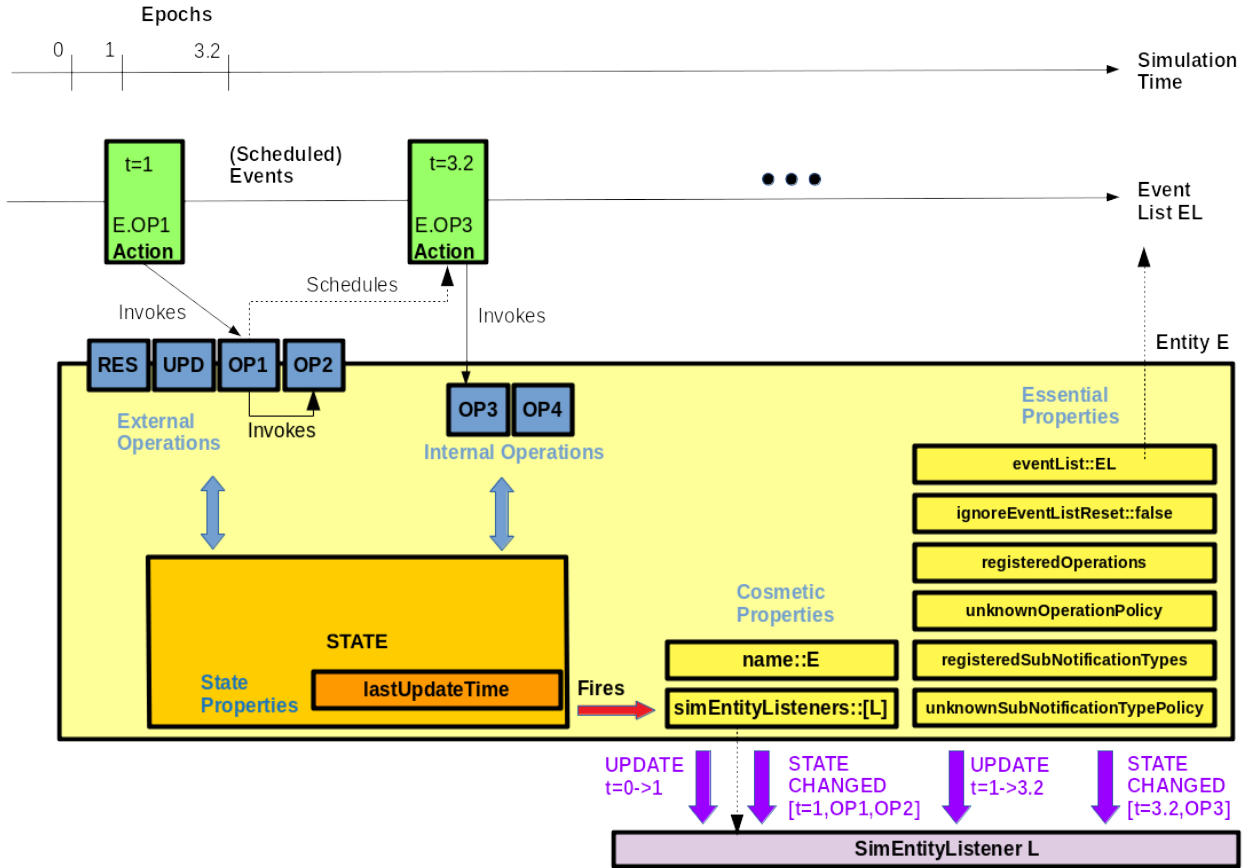 Epochs
0
1
3.2
Simulation
Time
t=1
(Scheduled)
Events
t=3.2
Event
List EL
E.OP1
Action
E.OP3
Action
Schedules
Invokes
Invokes
Entity E
RES
UPD
OP1
OP2
External
Operations
Invokes
OP3
OP4
Internal Operations
Essential
Properties
eventList::EL
ignoreEventListReset::false
registeredOperations
unknownOperationPolicy
registeredSubNotificationTypes
unknownSubNotificationTypePolicy
Cosmetic
Properties
name::E
simEntityListeners::[L]
STATE
State
Properties
lastUpdateTime
Fires
UPDATE
t=0->1
STATE
CHANGED
[t=1,OP1,OP2]
UPDATE
t=1->3.2
STATE
CHANGED
[t=3.2,OP3]
SimEntityListener L